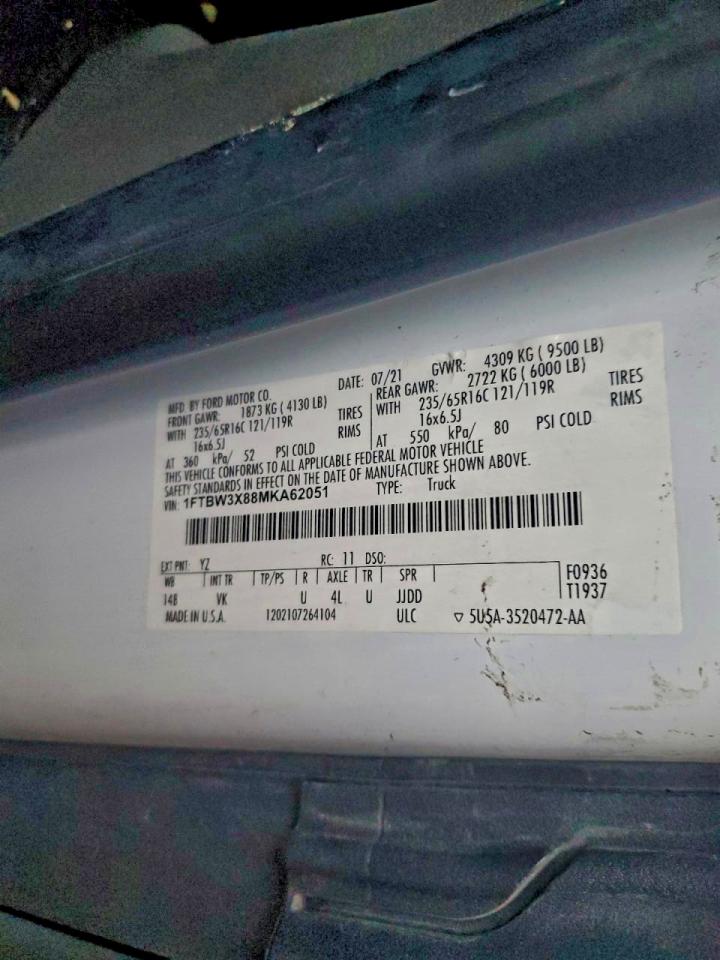 MFD. BY FORD MOTOR CO. DATE: 07/21 GVWR: 4309 KG ( 9500 LB)
FRONT GAWR: 1873 KG ( 4130 LB) REAR GAWR: 2722 KG ( 6000 LB)
WITH 235/65R16C 121/119R TIRES WITH 235/65R16C 121/119R TIRES
16x6.5J RIMS 16x6.5J RIMS
AT 360 kPa/ 52 PSI COLD AT 550 kPa/ 80 PSI COLD
THIS VEHICLE CONFORMS TO ALL APPLICABLE FEDERAL MOTOR VEHICLE
SAFETY STANDARDS IN EFFECT ON THE DATE OF MANUFACTURE SHOWN ABOVE.
VIN: 1FTBW3X88MKA62051 TYPE: Truck
EXT PNT: YZ RC: 11 DSO:
WB INT TR TP/PS R AXLE TR SPR F0936
148 VK U 4L U JJDD T1937
MADE IN U.S.A. 1202107264104 ULC ▽ 5USA-3520472-AA